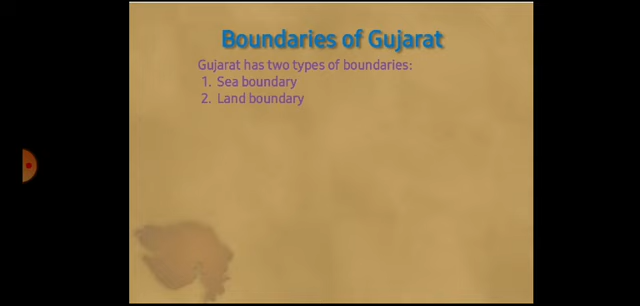 Boundaries of Gujarat
Gujarat has two types of boundaries:
1. Sea boundary
2. Land boundary